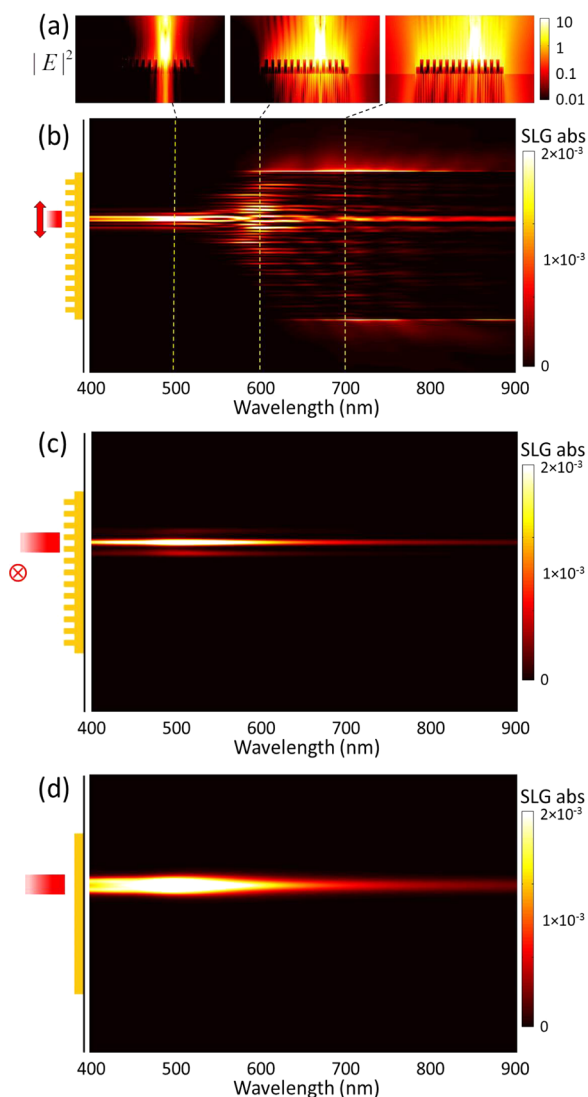 (a)
|E|²
10
1
0.1
0.01
(b)
SLG abs
2×10⁻³
1×10⁻³
0
400 500 600 700 800 900
Wavelength (nm)
(c)
SLG abs
2×10⁻³
1×10⁻³
0
400 500 600 700 800 900
Wavelength (nm)
(d)
SLG abs
2×10⁻³
1×10⁻³
0
400 500 600 700 800 900
Wavelength (nm)